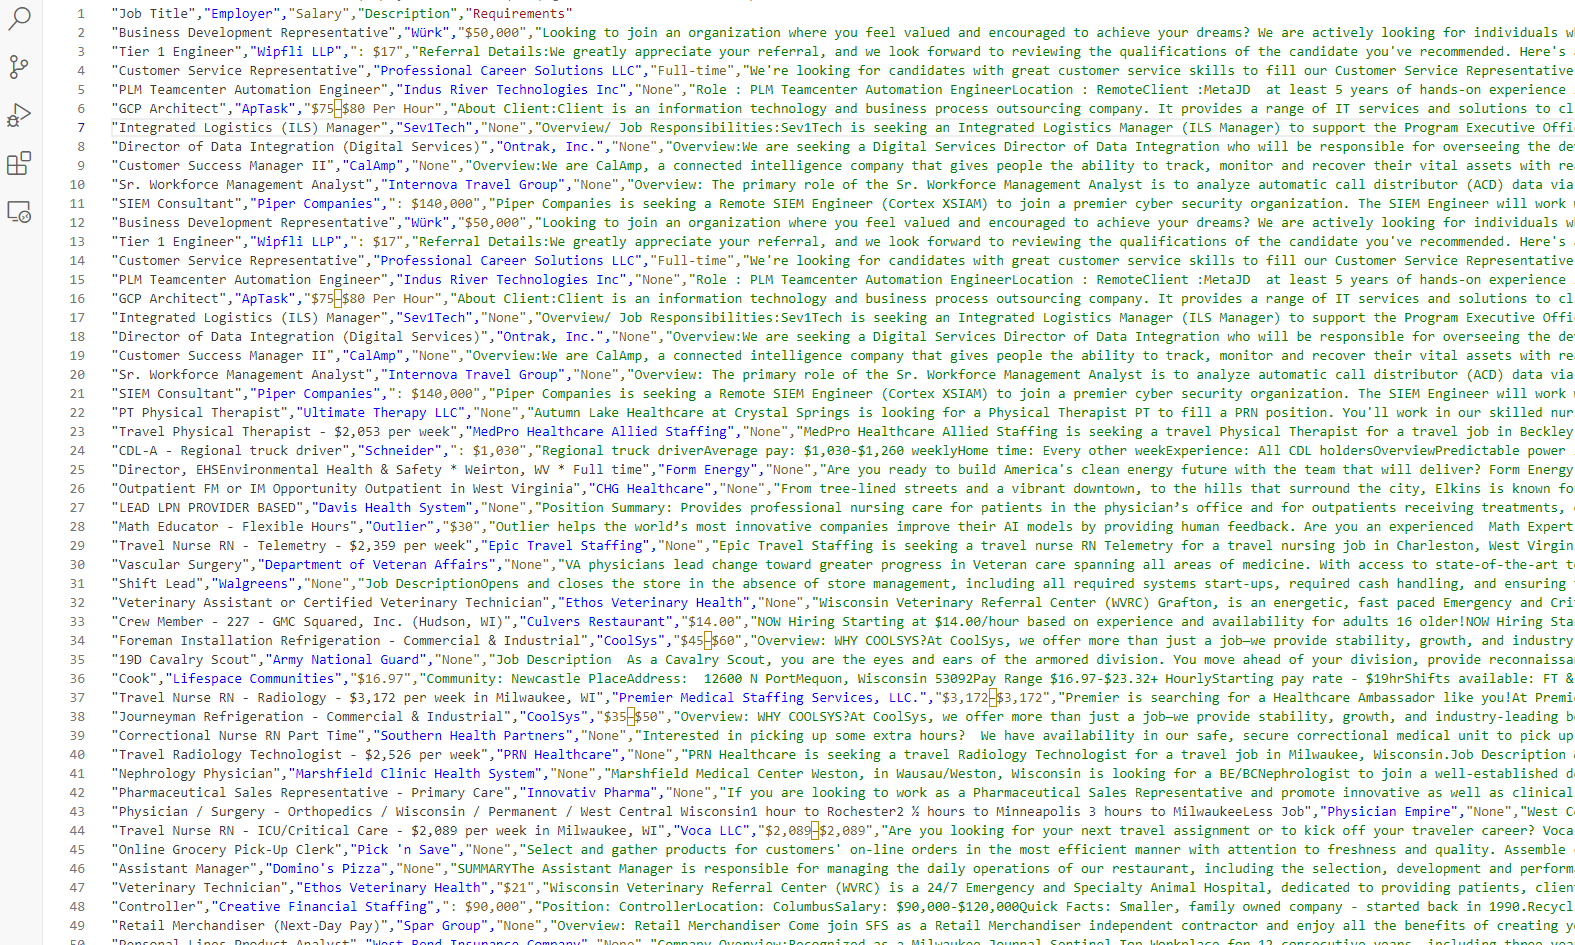 1 "Job Title","Employer","Salary","Description","Requirements"
2 "Business Development Representative","Würk","$50,000","Looking to join an organization where you feel valued and encouraged to achieve your dreams? We are actively looking for individuals w
3 "Tier 1 Engineer","Wipfli LLP",": $17","Referral Details:We greatly appreciate your referral, and we look forward to reviewing the qualifications of the candidate you've recommended. Here's
4 "Customer Service Representative","Professional Career Solutions LLC","Full-time","We're looking for candidates with great customer service skills to fill our Customer Service Representative
5 "PLM Teamcenter Automation Engineer","Indus River Technologies Inc","None","Role : PLM Teamcenter Automation EngineerLocation : RemoteClient :MetaJD  at least 5 years of hands-on experience
6 "GCP Architect","ApTask","$75–$80 Per Hour","About Client:Client is an information technology and business process outsourcing company. It provides a range of IT services and solutions to cl
7 "Integrated Logistics (ILS) Manager","Sev1Tech","None","Overview/ Job Responsibilities:Sev1Tech is seeking an Integrated Logistics Manager (ILS Manager) to support the Program Executive Offi
8 "Director of Data Integration (Digital Services)","Ontrak, Inc.","None","Overview:We are seeking a Digital Services Director of Data Integration who will be responsible for overseeing the de
9 "Customer Success Manager II","CalAmp","None","Overview:We are CalAmp, a connected intelligence company that gives people the ability to track, monitor and recover their vital assets with re
10 "Sr. Workforce Management Analyst","Internova Travel Group","None","Overview: The primary role of the Sr. Workforce Management Analyst is to analyze automatic call distributor (ACD) data via
11 "SIEM Consultant","Piper Companies",": $140,000","Piper Companies is seeking a Remote SIEM Engineer (Cortex XSIAM) to join a premier cyber security organization. The SIEM Engineer will work
12 "Business Development Representative","Würk","$50,000","Looking to join an organization where you feel valued and encouraged to achieve your dreams? We are actively looking for individuals w
13 "Tier 1 Engineer","Wipfli LLP",": $17","Referral Details:We greatly appreciate your referral, and we look forward to reviewing the qualifications of the candidate you've recommended. Here's
14 "Customer Service Representative","Professional Career Solutions LLC","Full-time","We're looking for candidates with great customer service skills to fill our Customer Service Representative
15 "PLM Teamcenter Automation Engineer","Indus River Technologies Inc","None","Role : PLM Teamcenter Automation EngineerLocation : RemoteClient :MetaJD  at least 5 years of hands-on experience
16 "GCP Architect","ApTask","$75–$80 Per Hour","About Client:Client is an information technology and business process outsourcing company. It provides a range of IT services and solutions to cl
17 "Integrated Logistics (ILS) Manager","Sev1Tech","None","Overview/ Job Responsibilities:Sev1Tech is seeking an Integrated Logistics Manager (ILS Manager) to support the Program Executive Offi
18 "Director of Data Integration (Digital Services)","Ontrak, Inc.","None","Overview:We are seeking a Digital Services Director of Data Integration who will be responsible for overseeing the de
19 "Customer Success Manager II","CalAmp","None","Overview:We are CalAmp, a connected intelligence company that gives people the ability to track, monitor and recover their vital assets with re
20 "Sr. Workforce Management Analyst","Internova Travel Group","None","Overview: The primary role of the Sr. Workforce Management Analyst is to analyze automatic call distributor (ACD) data via
21 "SIEM Consultant","Piper Companies",": $140,000","Piper Companies is seeking a Remote SIEM Engineer (Cortex XSIAM) to join a premier cyber security organization. The SIEM Engineer will work
22 "PT Physical Therapist","Ultimate Therapy LLC","None","Autumn Lake Healthcare at Crystal Springs is looking for a Physical Therapist PT to fill a PRN position. You'll work in our skilled nur
23 "Travel Physical Therapist - $2,053 per week","MedPro Healthcare Allied Staffing","None","MedPro Healthcare Allied Staffing is seeking a travel Physical Therapist for a travel job in Beckley
24 "CDL-A - Regional truck driver","Schneider",": $1,030","Regional truck driverAverage pay: $1,030-$1,260 weeklyHome time: Every other weekExperience: All CDL holdersOverviewPredictable power
25 "Director, EHSEnvironmental Health & Safety * Weirton, WV * Full time","Form Energy","None","Are you ready to build America's clean energy future with the team that will deliver? Form Energy
26 "Outpatient FM or IM Opportunity Outpatient in West Virginia","CHG Healthcare","None","From tree-lined streets and a vibrant downtown, to the hills that surround the city, Elkins is known fo
27 "LEAD LPN PROVIDER BASED","Davis Health System","None","Position Summary: Provides professional nursing care for patients in the physician's office and for outpatients receiving treatments,
28 "Math Educator - Flexible Hours","Outlier","$30","Outlier helps the world's most innovative companies improve their AI models by providing human feedback. Are you an experienced  Math Expert
29 "Travel Nurse RN - Telemetry - $2,359 per week","Epic Travel Staffing","None","Epic Travel Staffing is seeking a travel nurse RN Telemetry for a travel nursing job in Charleston, West Virgin
30 "Vascular Surgery","Department of Veteran Affairs","None","VA physicians lead change toward greater progress in Veteran care spanning all areas of medicine. With access to state-of-the-art t
31 "Shift Lead","Walgreens","None","Job DescriptionOpens and closes the store in the absence of store management, including all required systems start-ups, required cash handling, and ensuring
32 "Veterinary Assistant or Certified Veterinary Technician","Ethos Veterinary Health","None","Wisconsin Veterinary Referral Center (WVRC) Grafton, is an energetic, fast paced Emergency and Cri
33 "Crew Member - 227 - GMC Squared, Inc. (Hudson, WI)","Culvers Restaurant","$14.00","NOW Hiring Starting at $14.00/hour based on experience and availability for adults 16 older!NOW Hiring Sta
34 "Foreman Installation Refrigeration - Commercial & Industrial","CoolSys","$45–$60","Overview: WHY COOLSYS?At CoolSys, we offer more than just a job—we provide stability, growth, and industry
35 "19D Cavalry Scout","Army National Guard","None","Job Description  As a Cavalry Scout, you are the eyes and ears of the armored division. You move ahead of your division, provide reconnaissa
36 "Cook","Lifespace Communities","$16.97","Community: Newcastle PlaceAddress:  12600 N PortMequon, Wisconsin 53092Pay Range $16.97-$23.32+ HourlyStarting pay rate - $19hrShifts available: FT &
37 "Travel Nurse RN - Radiology - $3,172 per week in Milwaukee, WI","Premier Medical Staffing Services, LLC.","$3,172–$3,172","Premier is searching for a Healthcare Ambassador like you!At Premi
38 "Journeyman Refrigeration - Commercial & Industrial","CoolSys","$35–$50","Overview: WHY COOLSYS?At CoolSys, we offer more than just a job—we provide stability, growth, and industry-leading b
39 "Correctional Nurse RN Part Time","Southern Health Partners","None","Interested in picking up some extra hours?  We have availability in our safe, secure correctional medical unit to pick up
40 "Travel Radiology Technologist - $2,526 per week","PRN Healthcare","None","PRN Healthcare is seeking a travel Radiology Technologist for a travel job in Milwaukee, Wisconsin.Job Description
41 "Nephrology Physician","Marshfield Clinic Health System","None","Marshfield Medical Center Weston, in Wausau/Weston, Wisconsin is looking for a BE/BCNephrologist to join a well-established d
42 "Pharmaceutical Sales Representative - Primary Care","Innovativ Pharma","None","If you are looking to work as a Pharmaceutical Sales Representative and promote innovative as well as clinical
43 "Physician / Surgery - Orthopedics / Wisconsin / Permanent / West Central Wisconsin1 hour to Rochester2 ½ hours to Minneapolis 3 hours to MilwaukeeLess Job","Physician Empire","None","West C
44 "Travel Nurse RN - ICU/Critical Care - $2,089 per week in Milwaukee, WI","Voca LLC","$2,089–$2,089","Are you looking for your next travel assignment or to kick off your traveler career? Voca
45 "Online Grocery Pick-Up Clerk","Pick 'n Save","None","Select and gather products for customers' on-line orders in the most efficient manner with attention to freshness and quality. Assemble
46 "Assistant Manager","Domino's Pizza","None","SUMMARYThe Assistant Manager is responsible for managing the daily operations of our restaurant, including the selection, development and perform
47 "Veterinary Technician","Ethos Veterinary Health","$21","Wisconsin Veterinary Referral Center (WVRC) is a 24/7 Emergency and Specialty Animal Hospital, dedicated to providing patients, clien
48 "Controller","Creative Financial Staffing",": $90,000","Position: ControllerLocation: ColumbusSalary: $90,000-$120,000Quick Facts: Smaller, family owned company - started back in 1990.Recycl
49 "Retail Merchandiser (Next-Day Pay)","Spar Group","None","Overview: Retail Merchandiser Come join SFS as a Retail Merchandiser independent contractor and enjoy all the benefits of creating y
50 "Personal Lines Product Analyst","West Bend Insurance Company","None","Company Overview:Recognized as a Milwaukee Journal Sentinel Top Workplace for 12 consecutive years, including three yea